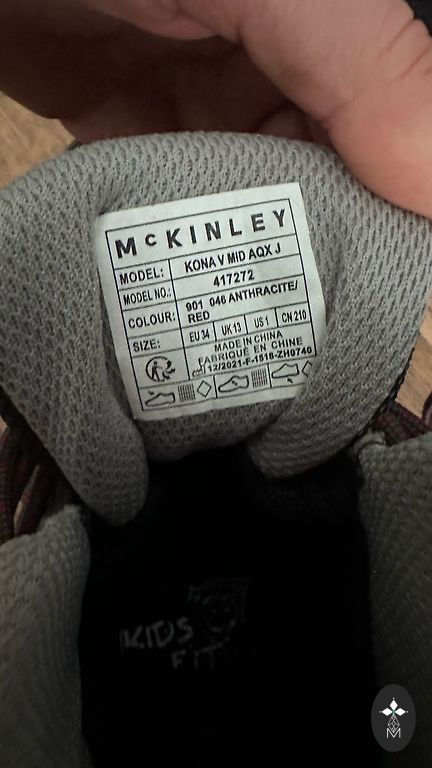 McKINLEY
MODEL: KONA V MID AQX J
MODEL NO.: 417272
COLOUR: 901 046 ANTHRACITE/
RED
SIZE: EU 34 UK 13 US 1 CN 210
MADE IN CHINA
FABRIQUÉ EN CHINE
12/2021-F-1518-ZH0740
KIDS
FIT
M